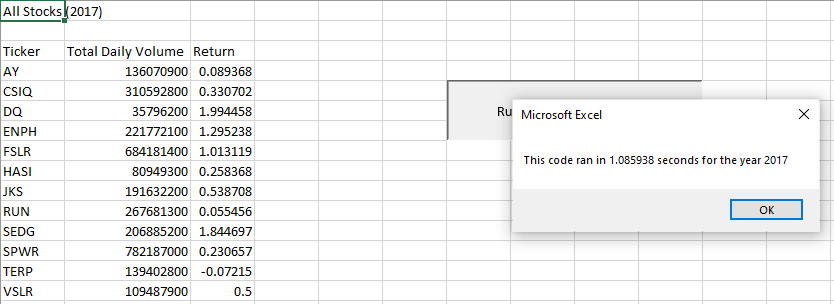 All Stocks (2017)
Ticker Total Daily Volume Return
AY 136070900 0.089368
CSIQ 310592800 0.330702
DQ 35796200 1.994458
ENPH 221772100 1.295238
FSLR 684181400 1.013119
HASI 80949300 0.258368
JKS 191632200 0.538708
RUN 267681300 0.055456
SEDG 206885200 1.844697
SPWR 782187000 0.230657
TERP 139402800 -0.07215
VSLR 109487900 0.5
Ru
Microsoft Excel
This code ran in 1.085938 seconds for the year 2017
OK